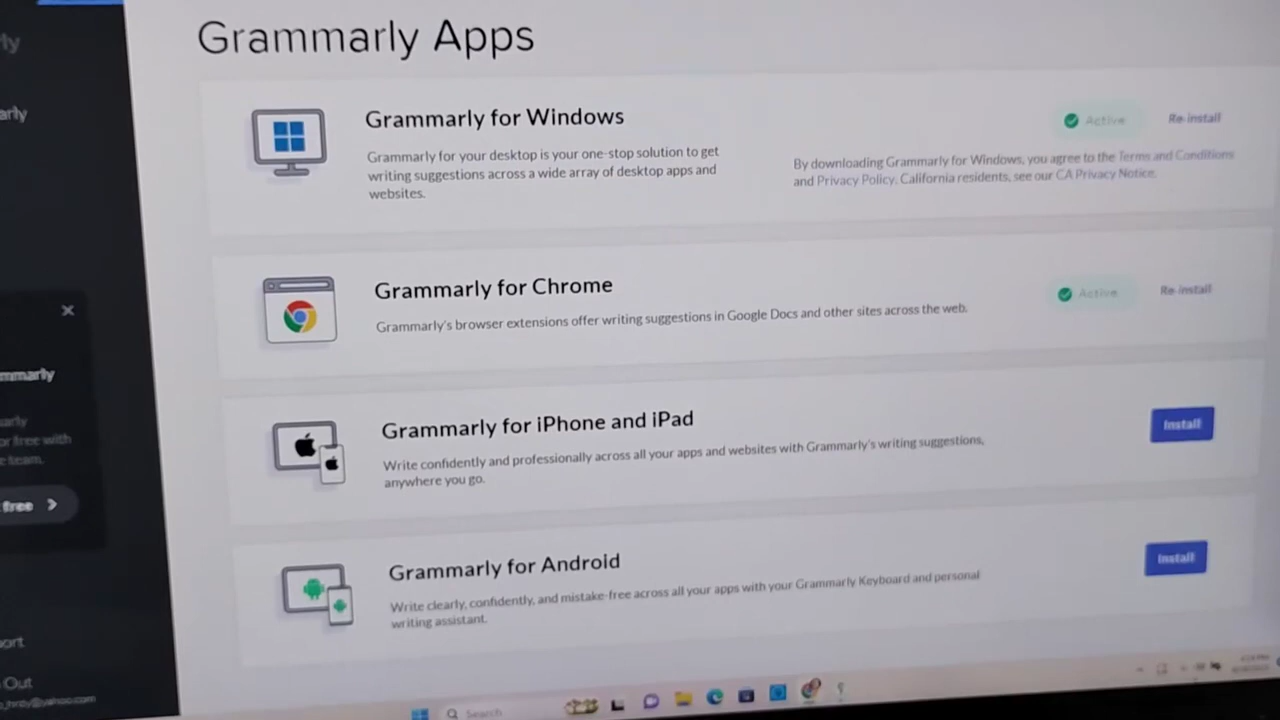 Grammarly Apps
Grammarly for Windows
Active
Re-install
Grammarly for your desktop is your one-stop solution to get
writing suggestions across a wide array of desktop apps and
websites.
By downloading Grammarly for Windows, you agree to the Terms and Conditions
and Privacy Policy. California residents, see our CA Privacy Notice.
Grammarly for Chrome
Active
Re-install
Grammarly's browser extensions offer writing suggestions in Google Docs and other sites across the web.
Grammarly for iPhone and iPad
Install
Write confidently and professionally across all your apps and websites with Grammarly's writing suggestions,
anywhere you go.
Grammarly for Android
Install
Write clearly, confidently, and mistake-free across all your apps with your Grammarly Keyboard and personal
writing assistant.
free with
team.
free
Out
Search